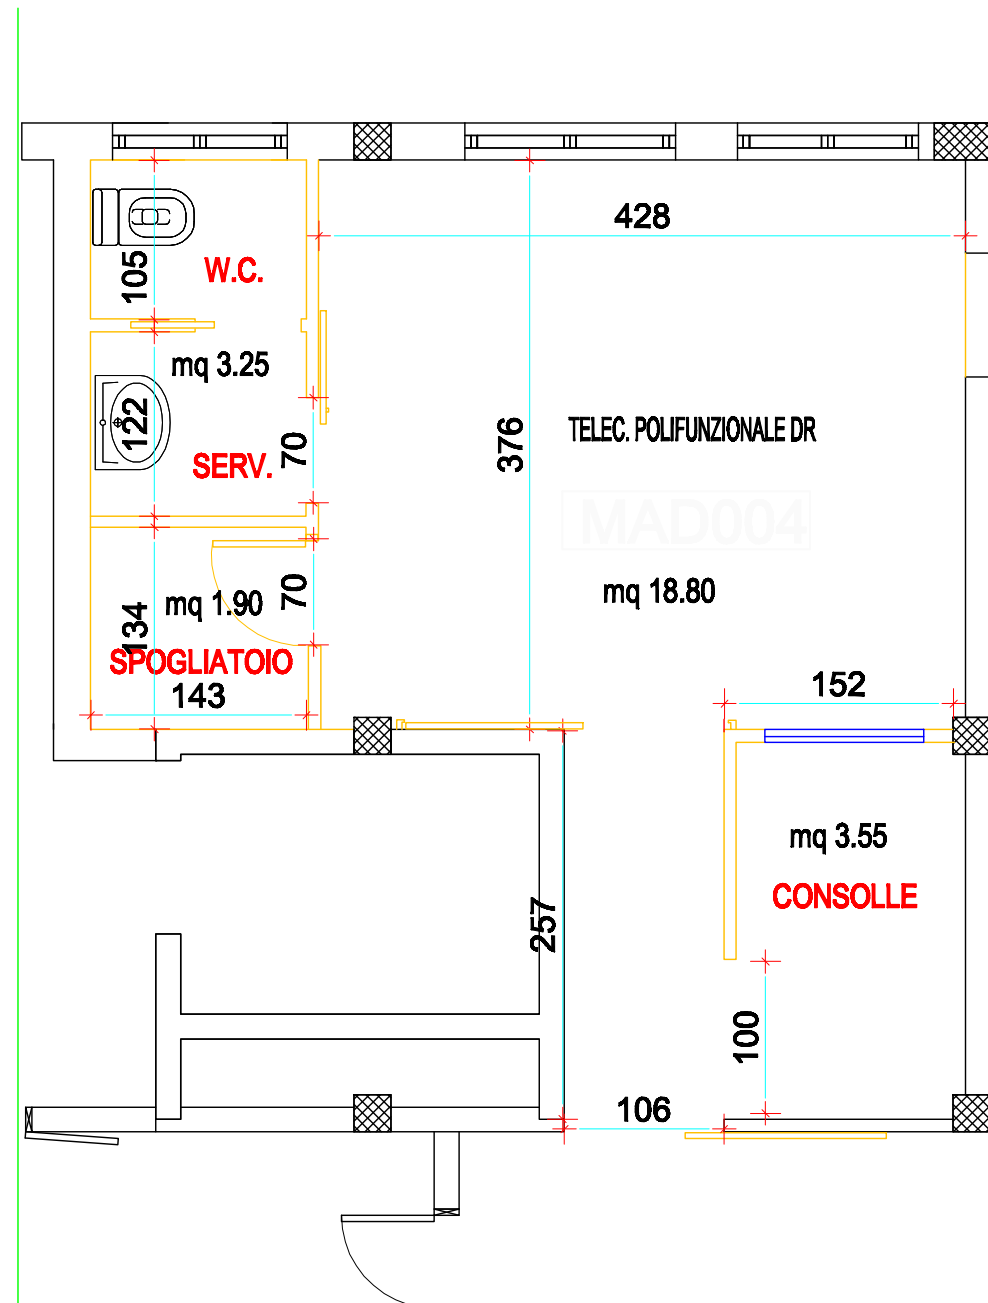 428
W.C.
105
mq 3.25
122
SERV.
70
376
TELEC. POLIFUNZIONALE DR
MAD004
mq 18.80
70
mq 1.90
134
SPOGLIATOIO
143
152
mq 3.55
CONSOLLE
257
100
106